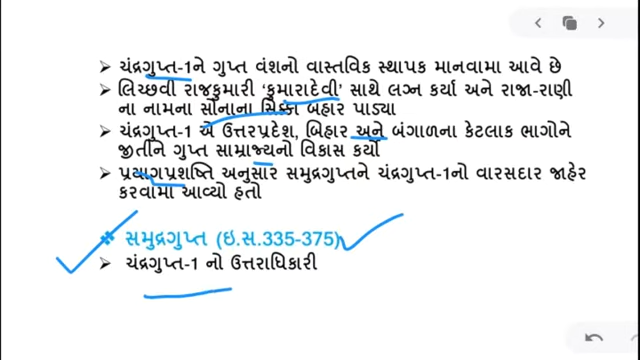 ➤ ચંદ્રગુપ્ત-1ને ગુપ્ત વંશનો વાસ્તવિક સ્થાપક માનવામા આવે છે
➤ લિચ્છવી રાજકુમારી ‘કુમારાદેવી’ સાથે લગ્ન કર્યા અને રાજા-રાણી
ના નામના સોનાના સિક્કા બહાર પાડ્યા
➤ ચંદ્રગુપ્ત-1 એ ઉત્તરપ્રદેશ, બિહાર અને બંગાળના કેટલાક ભાગોને
જીતીને ગુપ્ત સામ્રાજ્યનો વિકાસ કર્યો
➤ પ્રયાગપ્રશષ્તિ અનુસાર સમુદ્રગુપ્તને ચંદ્રગુપ્ત-1નો વારસદાર જાહેર
કરવામા આવ્યો હતો
❖ સમુદ્રગુપ્ત (ઇ.સ.335-375)
➤ ચંદ્રગુપ્ત-1 નો ઉત્તરાધિકારી